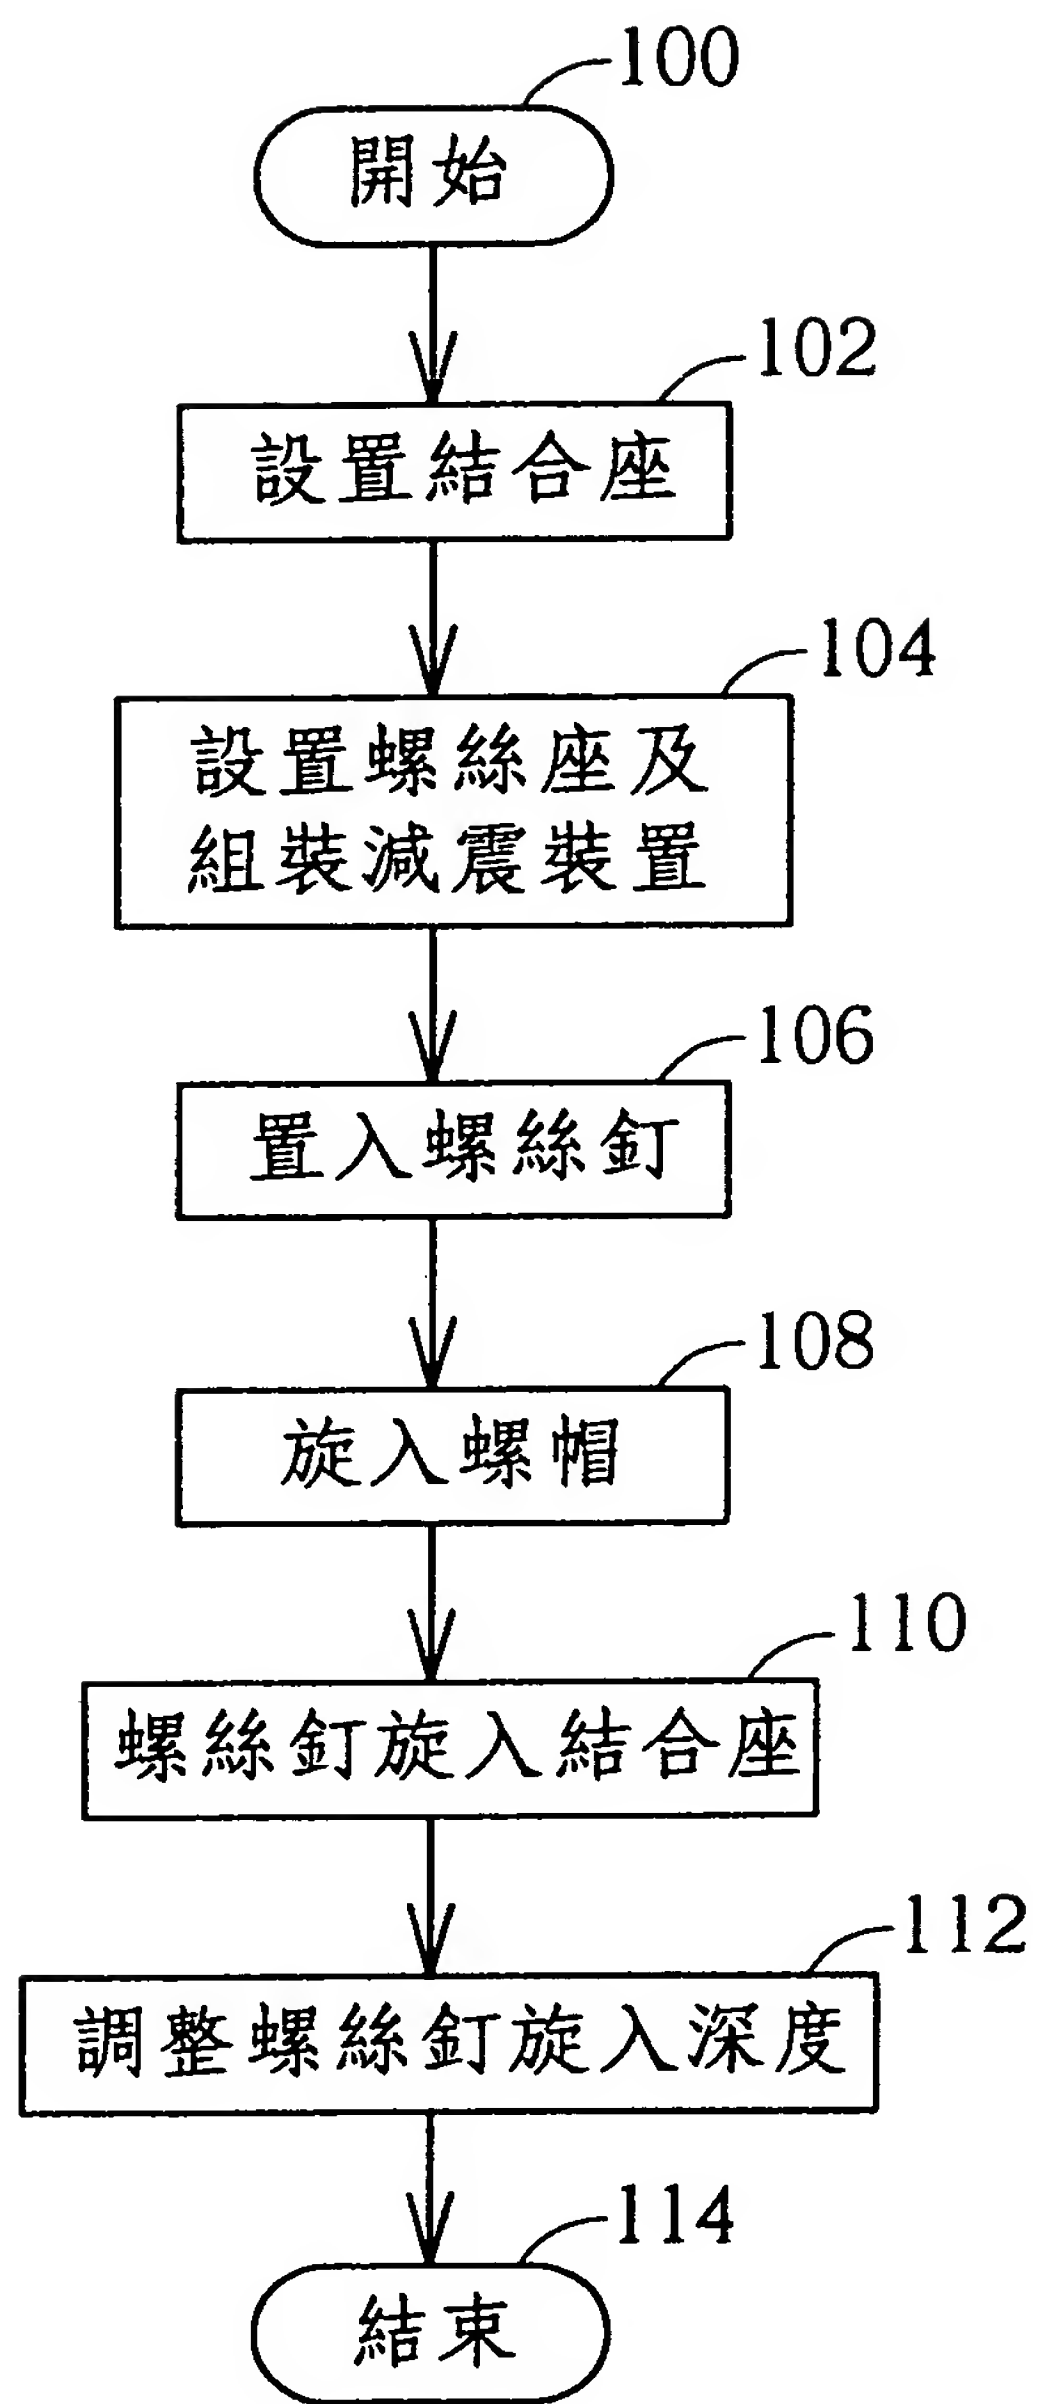 100
開始
102
設置結合座
104
設置螺絲座及
組裝減震裝置
106
置入螺絲釘
108
旋入螺帽
110
螺絲釘旋入結合座
112
調整螺絲釘旋入深度
114
結束